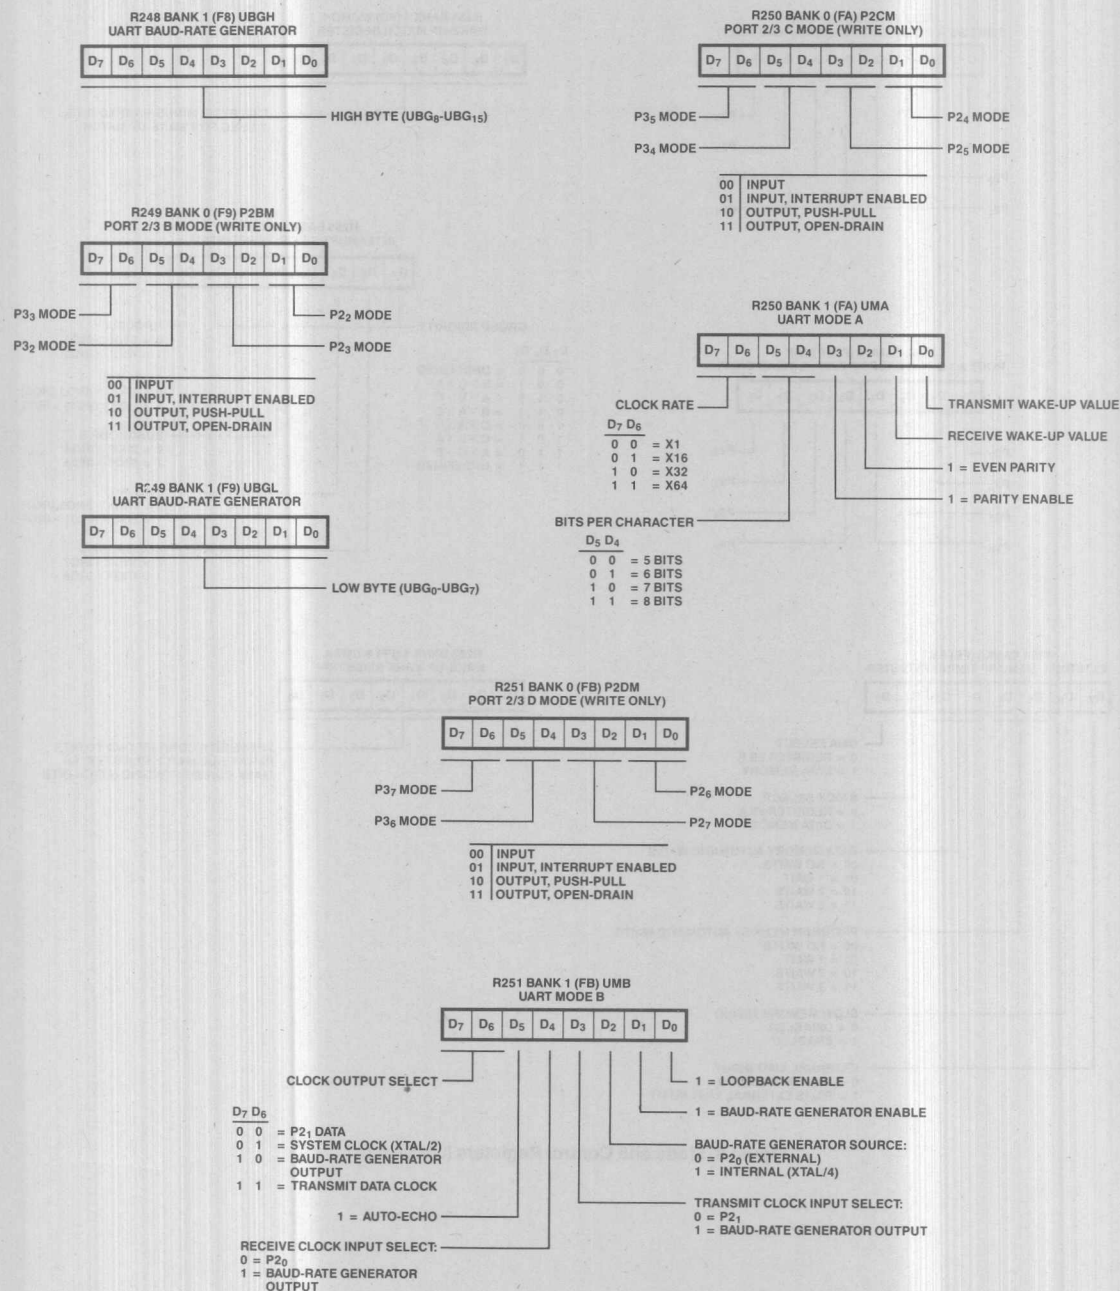 R248 BANK 1 (F8) UBGH
UART BAUD-RATE GENERATOR
D7 D6 D5 D4 D3 D2 D1 D0
HIGH BYTE (UBG8-UBG15)
R250 BANK 0 (FA) P2CM
PORT 2/3 C MODE (WRITE ONLY)
D7 D6 D5 D4 D3 D2 D1 D0
P35 MODE
P24 MODE
P34 MODE
P25 MODE
00 INPUT
01 INPUT, INTERRUPT ENABLED
10 OUTPUT, PUSH-PULL
11 OUTPUT, OPEN-DRAIN
R249 BANK 0 (F9) P2BM
PORT 2/3 B MODE (WRITE ONLY)
D7 D6 D5 D4 D3 D2 D1 D0
P33 MODE
P22 MODE
P32 MODE
P23 MODE
00 INPUT
01 INPUT, INTERRUPT ENABLED
10 OUTPUT, PUSH-PULL
11 OUTPUT, OPEN-DRAIN
R250 BANK 1 (FA) UMA
UART MODE A
D7 D6 D5 D4 D3 D2 D1 D0
CLOCK RATE
D7 D6
0 0 = X1
0 1 = X16
1 0 = X32
1 1 = X64
BITS PER CHARACTER
D5 D4
0 0 = 5 BITS
0 1 = 6 BITS
1 0 = 7 BITS
1 1 = 8 BITS
TRANSMIT WAKE-UP VALUE
RECEIVE WAKE-UP VALUE
1 = EVEN PARITY
1 = PARITY ENABLE
R249 BANK 1 (F9) UBGL
UART BAUD-RATE GENERATOR
D7 D6 D5 D4 D3 D2 D1 D0
LOW BYTE (UBG0-UBG7)
R251 BANK 0 (FB) P2DM
PORT 2/3 D MODE (WRITE ONLY)
D7 D6 D5 D4 D3 D2 D1 D0
P37 MODE
P26 MODE
P36 MODE
P27 MODE
00 INPUT
01 INPUT, INTERRUPT ENABLED
10 OUTPUT, PUSH-PULL
11 OUTPUT, OPEN-DRAIN
R251 BANK 1 (FB) UMB
UART MODE B
D7 D6 D5 D4 D3 D2 D1 D0
CLOCK OUTPUT SELECT
D7 D6
0 0 = P21 DATA
0 1 = SYSTEM CLOCK (XTAL/2)
1 0 = BAUD-RATE GENERATOR
OUTPUT
1 1 = TRANSMIT DATA CLOCK
1 = AUTO-ECHO
RECEIVE CLOCK INPUT SELECT:
0 = P20
1 = BAUD-RATE GENERATOR
OUTPUT
1 = LOOPBACK ENABLE
1 = BAUD-RATE GENERATOR ENABLE
BAUD-RATE GENERATOR SOURCE:
0 = P20 (EXTERNAL)
1 = INTERNAL (XTAL/4)
TRANSMIT CLOCK INPUT SELECT:
0 = P21
1 = BAUD-RATE GENERATOR OUTPUT